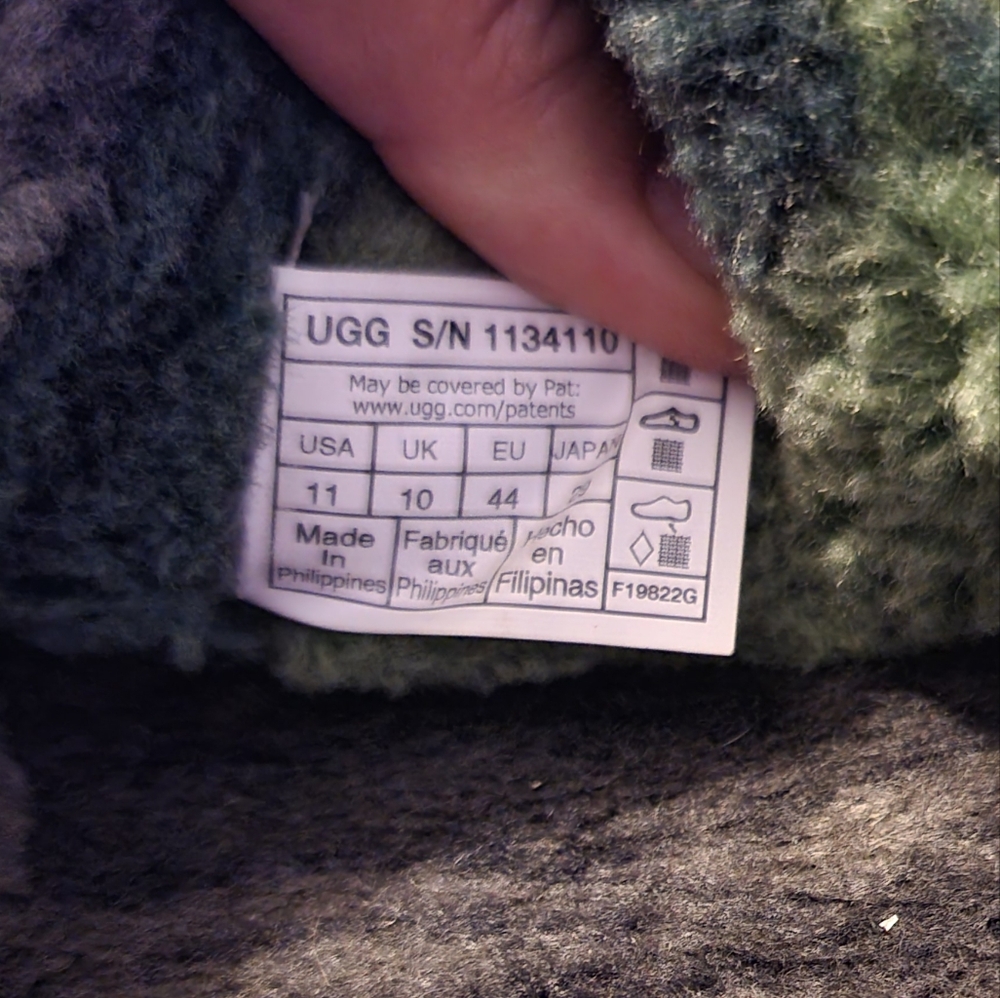 UGG S/N 1134110
May be covered by Pat:
www.ugg.com/patents
USA UK EU JAPAN
11 10 44
Made
In
Philippines
Fabriqué
aux
Philippines
Hecho
en
Filipinas
F19822G